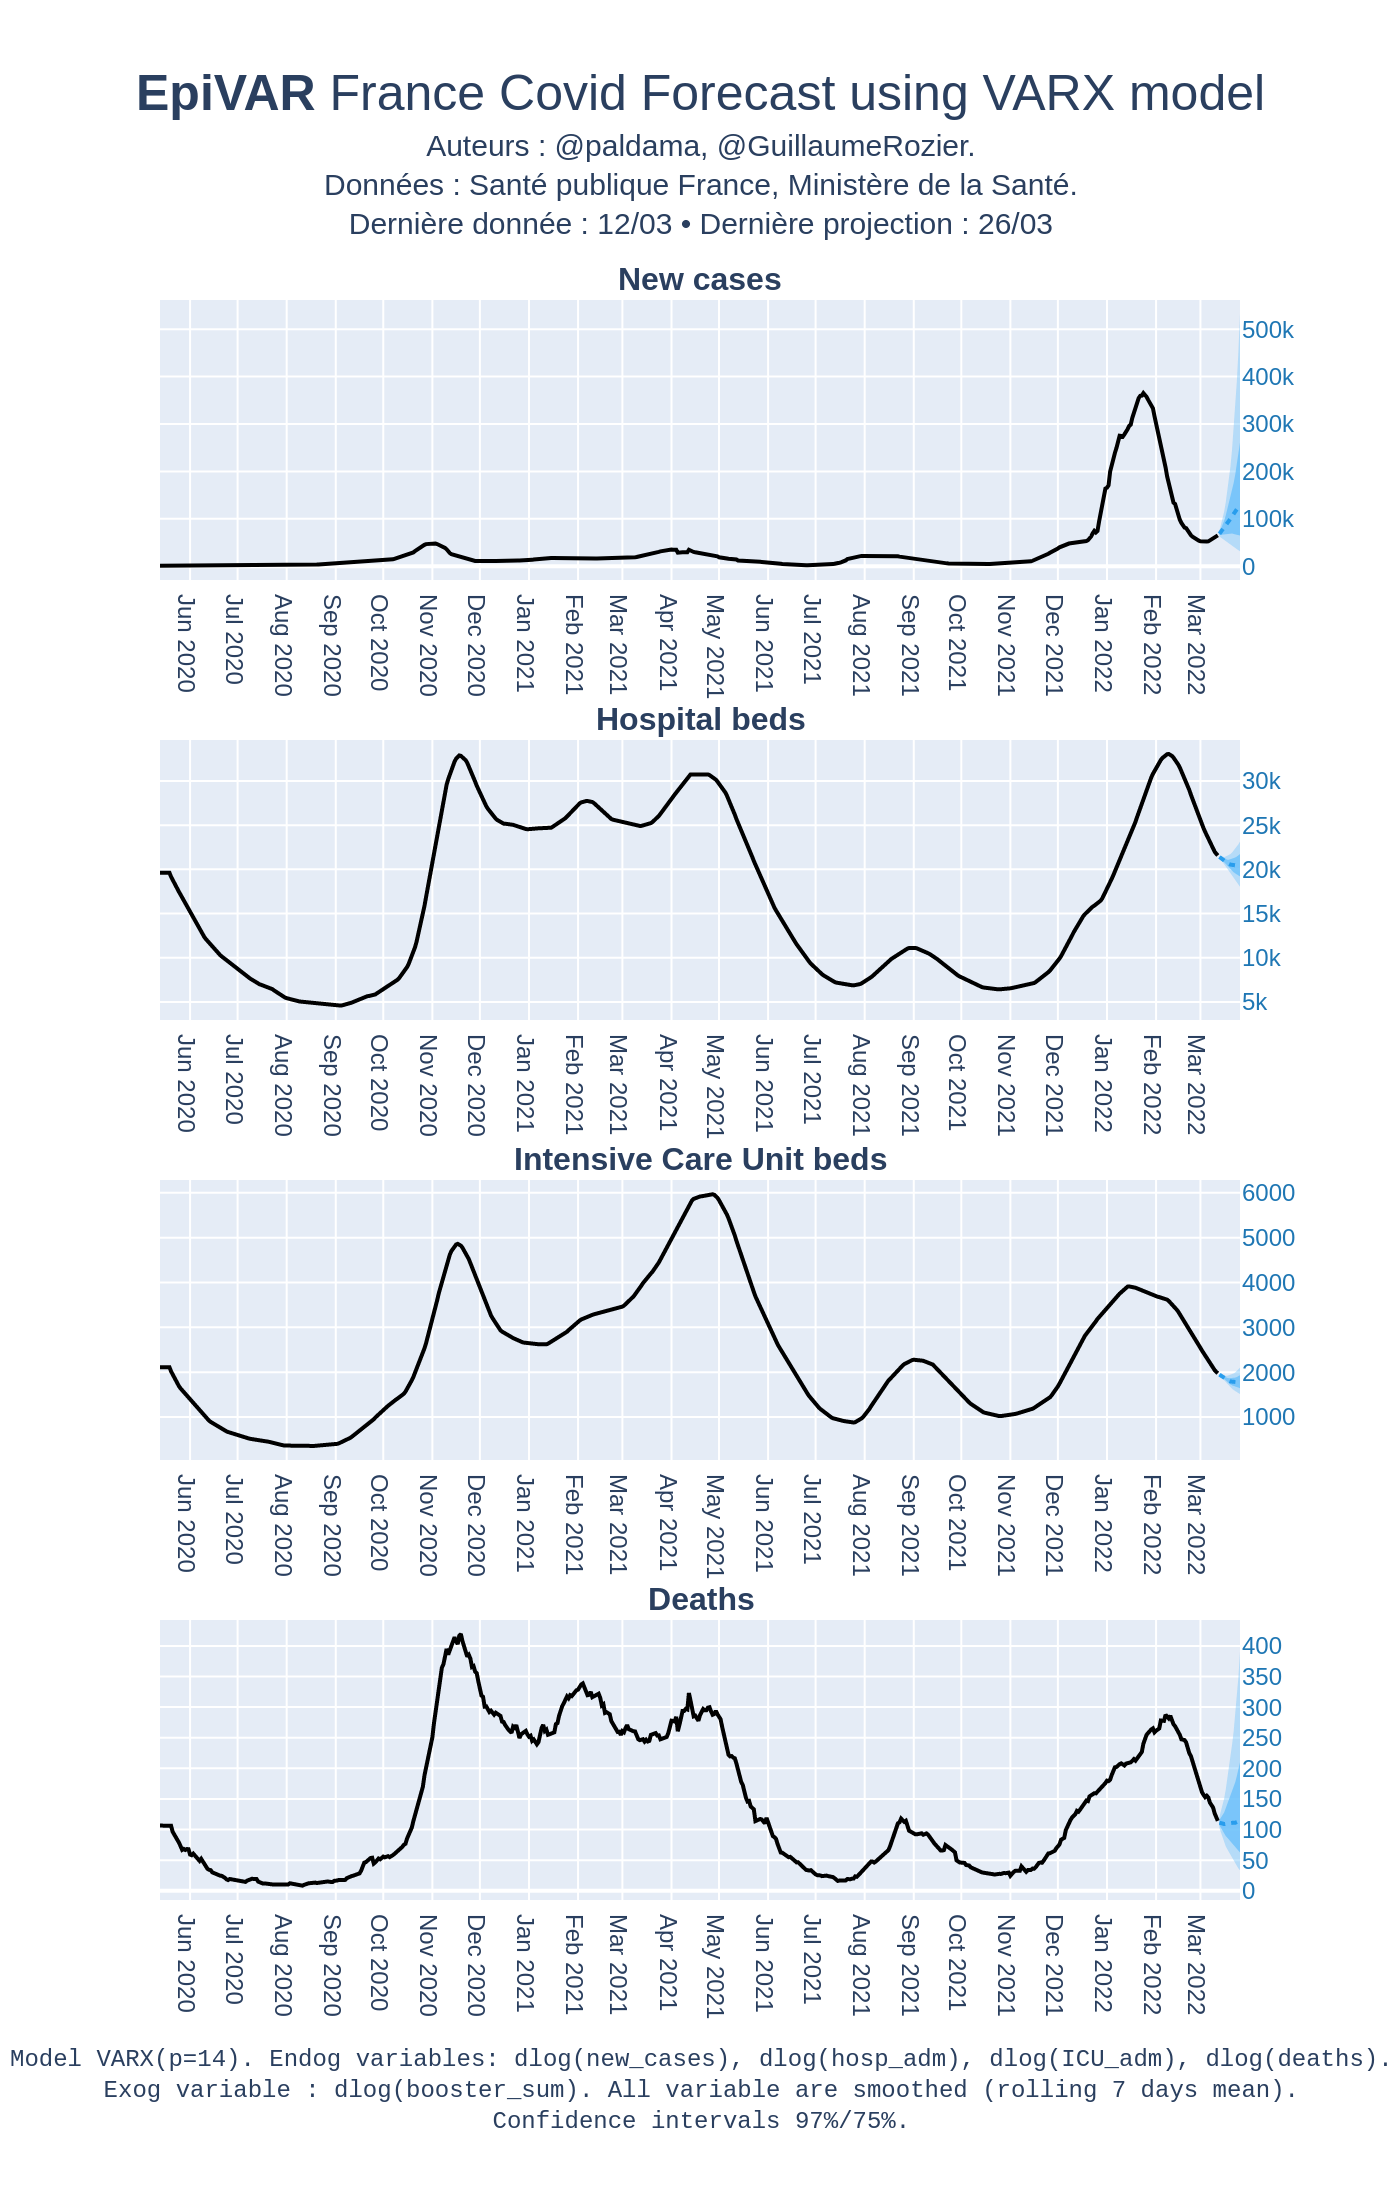 EpiVAR France Covid Forecast using VARX model
Auteurs : @paldama, @GuillaumeRozier.
Données : Santé publique France, Ministère de la Santé.
Dernière donnée : 12/03 • Dernière projection : 26/03
New cases
500k
400k
300k
200k
100k
0
Jun 2020
Jul 2020
Aug 2020
Sep 2020
Oct 2020
Nov 2020
Dec 2020
Jan 2021
Feb 2021
Mar 2021
Apr 2021
May 2021
Jun 2021
Jul 2021
Aug 2021
Sep 2021
Oct 2021
Nov 2021
Dec 2021
Jan 2022
Feb 2022
Mar 2022
Hospital beds
30k
25k
20k
15k
10k
5k
Jun 2020
Jul 2020
Aug 2020
Sep 2020
Oct 2020
Nov 2020
Dec 2020
Jan 2021
Feb 2021
Mar 2021
Apr 2021
May 2021
Jun 2021
Jul 2021
Aug 2021
Sep 2021
Oct 2021
Nov 2021
Dec 2021
Jan 2022
Feb 2022
Mar 2022
Intensive Care Unit beds
6000
5000
4000
3000
2000
1000
Jun 2020
Jul 2020
Aug 2020
Sep 2020
Oct 2020
Nov 2020
Dec 2020
Jan 2021
Feb 2021
Mar 2021
Apr 2021
May 2021
Jun 2021
Jul 2021
Aug 2021
Sep 2021
Oct 2021
Nov 2021
Dec 2021
Jan 2022
Feb 2022
Mar 2022
Deaths
400
350
300
250
200
150
100
50
0
Jun 2020
Jul 2020
Aug 2020
Sep 2020
Oct 2020
Nov 2020
Dec 2020
Jan 2021
Feb 2021
Mar 2021
Apr 2021
May 2021
Jun 2021
Jul 2021
Aug 2021
Sep 2021
Oct 2021
Nov 2021
Dec 2021
Jan 2022
Feb 2022
Mar 2022
Model VARX(p=14). Endog variables: dlog(new_cases), dlog(hosp_adm), dlog(ICU_adm), dlog(deaths).
Exog variable : dlog(booster_sum). All variable are smoothed (rolling 7 days mean).
Confidence intervals 97%/75%.